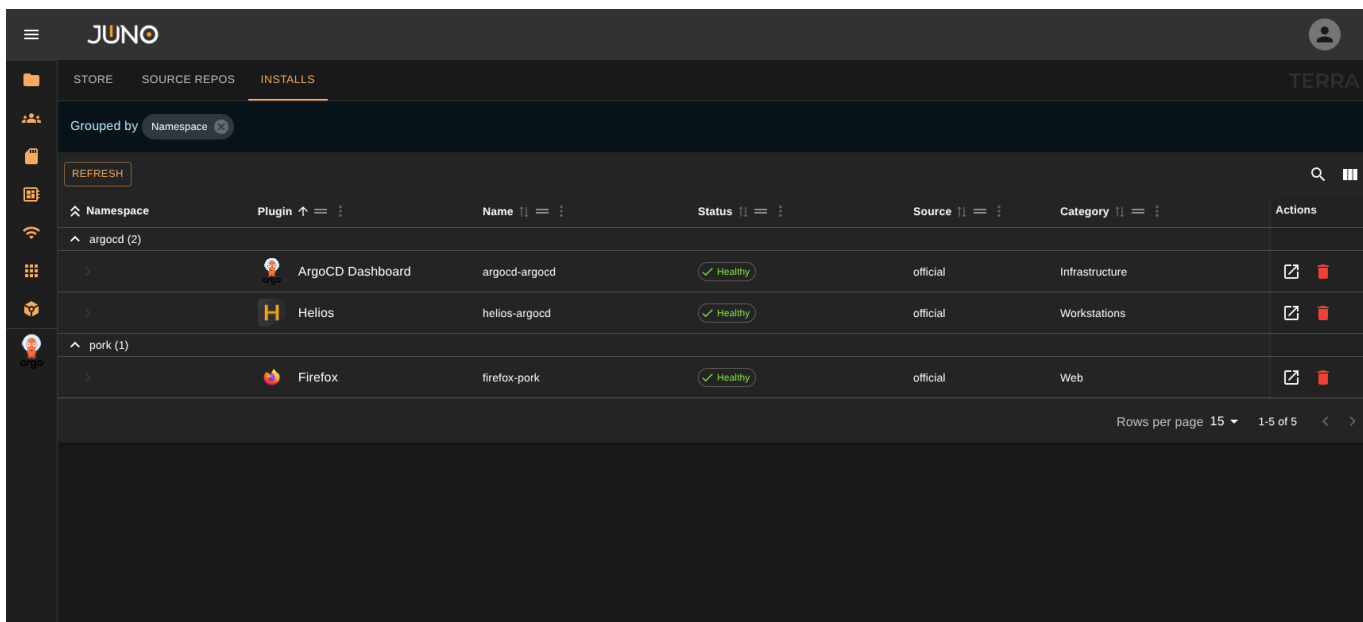 JUNO
STORE SOURCE REPOS INSTALLS TERRA
Grouped by Namespace
REFRESH
Namespace Plugin Name Status Source Category Actions
argocd (2)
argo ArgoCD Dashboard argocd-argocd Healthy official Infrastructure
H Helios helios-argocd Healthy official Workstations
pork (1)
argo
Firefox firefox-pork Healthy official Web
Rows per page 15 1-5 of 5